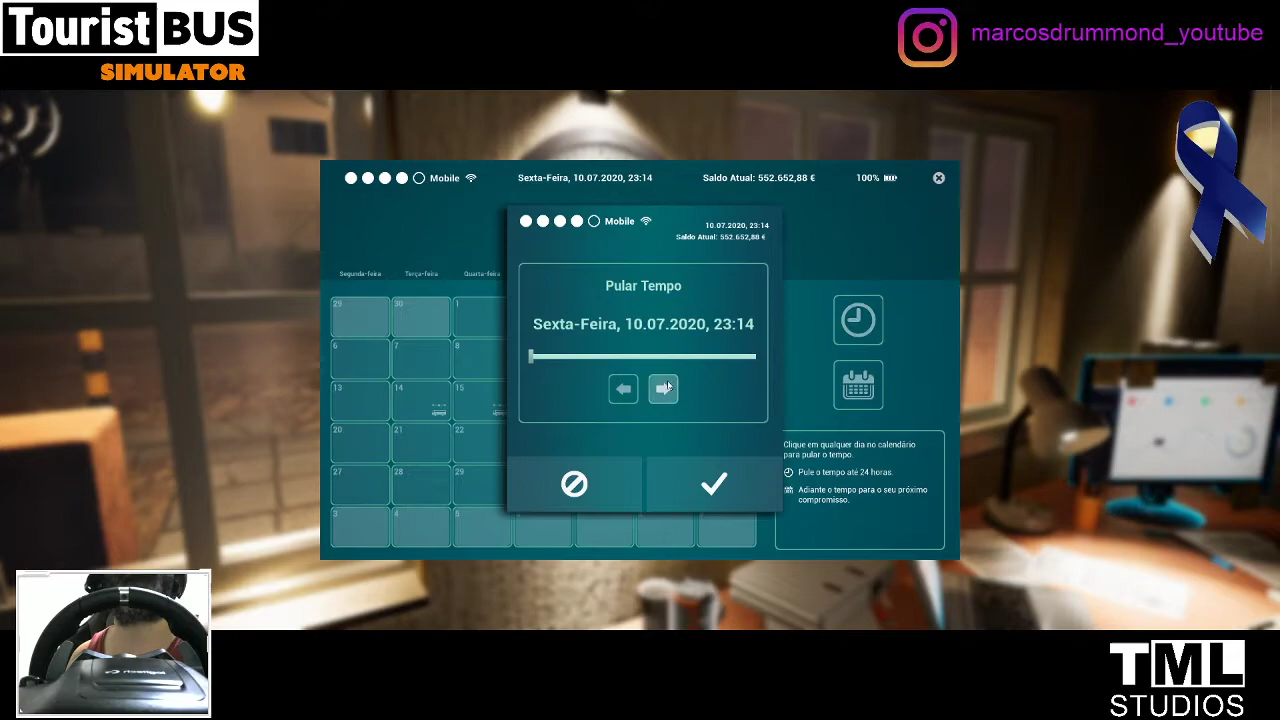 Tourist BUS
SIMULATOR
marcosdrummond_youtube
Mobile
Sexta-Feira, 10.07.2020, 23:14
Saldo Atual: 552.652,88 €
100%
Mobile
10.07.2020, 23:14
Saldo Atual: 552.652,88 €
Segunda-feira
Terça-feira
Quarta-feira
Pular Tempo
Sexta-Feira, 10.07.2020, 23:14
29 30 1
6 7 8
13 14 15
20 21 22
27 28 29
3 4 5
Clique em qualquer dia no calendário
para pular o tempo.
Pule o tempo até 24 horas.
Adiante o tempo para o seu próximo
compromisso.
TML
STUDIOS